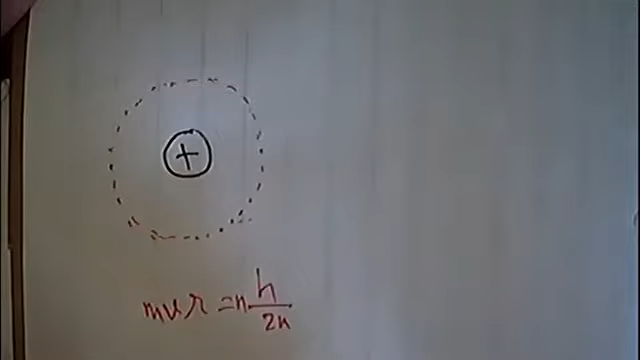 +
mvr = n h/2π